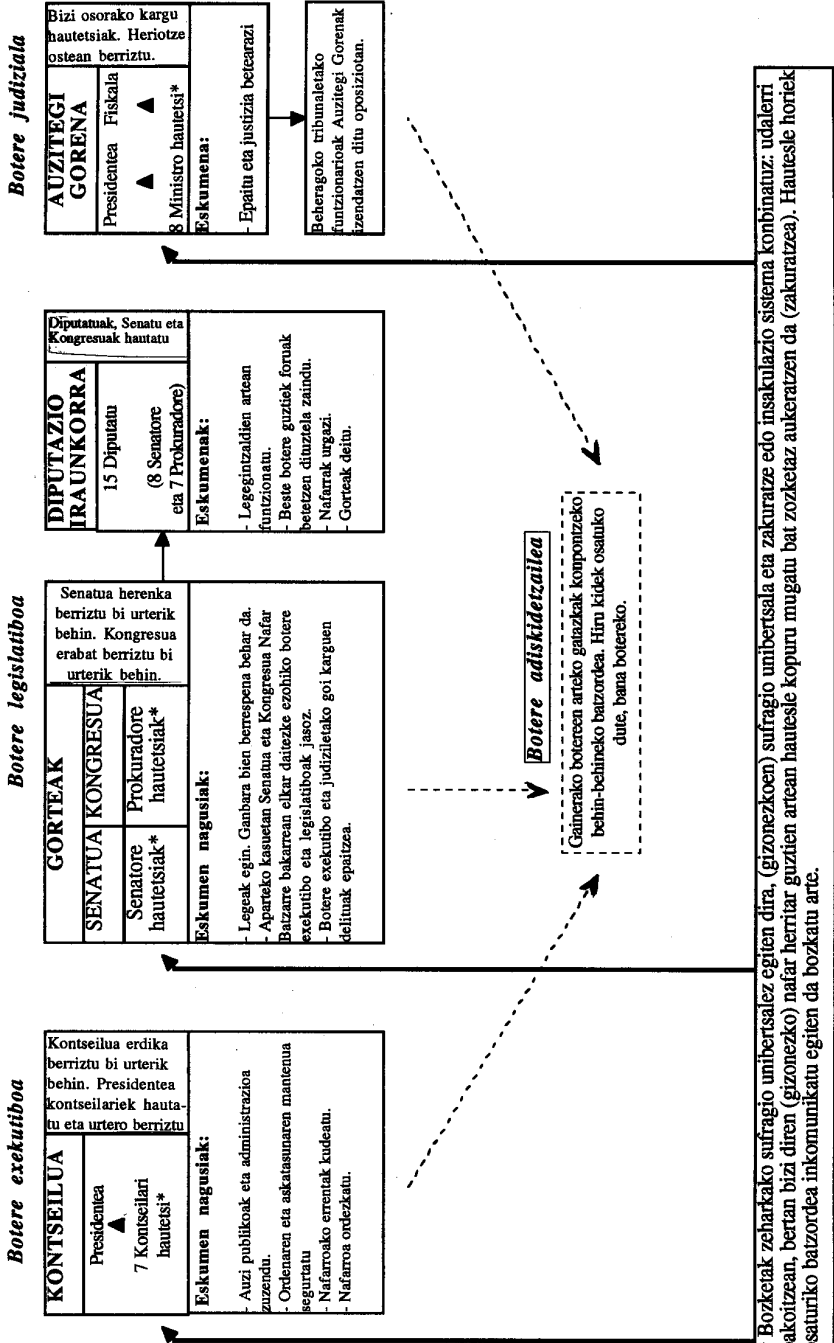 Botere exekutiboa
KONTSEILUA
Presidentea
7 Kontseilari
hautetsi*
Kontseilua erdika
berriztu bi urterik
behin. Presidentea
kontseilariek hauta-
tu eta urtero berriztu
Eskumen nagusiak:
- Auzi publikoak eta administrazioa
zuzendu.
- Ordenaren eta askatasunaren mantenua
segurtatu
- Nafarroako errentak kudeatu.
- Nafarroa ordezkatu.
Botere legislatiboa
GORTEAK
SENATUA
KONGRESUA
Senatore
hautetsiak*
Prokuradore
hautetsiak*
Senatua herenka
berriztu bi urterik
behin. Kongresua
erabat berriztu bi
urterik behin.
Eskumen nagusiak:
- Legeak egin. Ganbara bien berrespena behar da.
- Aparteko kasuetan Senatua eta Kongresua Nafar
Batzarre bakarrean elkar daitezke ezohiko botere
exekutibo eta legislatiboak jasoz.
- Botere exekutibo eta judiziletako goi karguen
delituak epaitzea.
DIPUTAZIO
IRAUNKORRA
15 Diputatu
(8 Senatore
eta 7 Prokuradore)
Diputatuak, Senatu eta
Kongresuak hautatu
Eskumenak:
- Legegintzaldien artean
funtzionatu.
- Beste botere guztiek foruak
betetzen dituztela zaindu.
- Nafarrak urgazi.
- Gorteak deitu.
Botere judiziala
AUZITEGI
GORENA
Presidentea Fiskala
8 Ministro hautetsi*
Bizi osorako kargu
hautetsiak. Heriotze
ostean berriztu.
Eskumena:
- Epaitu eta justizia betearazi
Beheragoko tribunaletako
funtzionarioak Auzitegi Gorenak
izendatzen ditu oposiziotan.
Botere adiskidetzailea
Gainerako botereen arteko gatazkak konpontzeko
behin-behineko batzordea. Hiru kidek osatuko
dute, bana botereko.
Bozketak zeharkako sufragio unibertsalez egiten dira, (gizonezkoen) sufragio unibertsala eta zakuratze edo insakulazio sistema konbinatuz: udalerri
bakoitzean, bertan bizi diren (gizonezko) nafar herritar guztien artean hautesle kopuru mugatu bat zozketaz aukeratzen da (zakuratzea). Hautesle horiek
osaturiko batzordea inkomunikatu egiten da bozkatu arte.